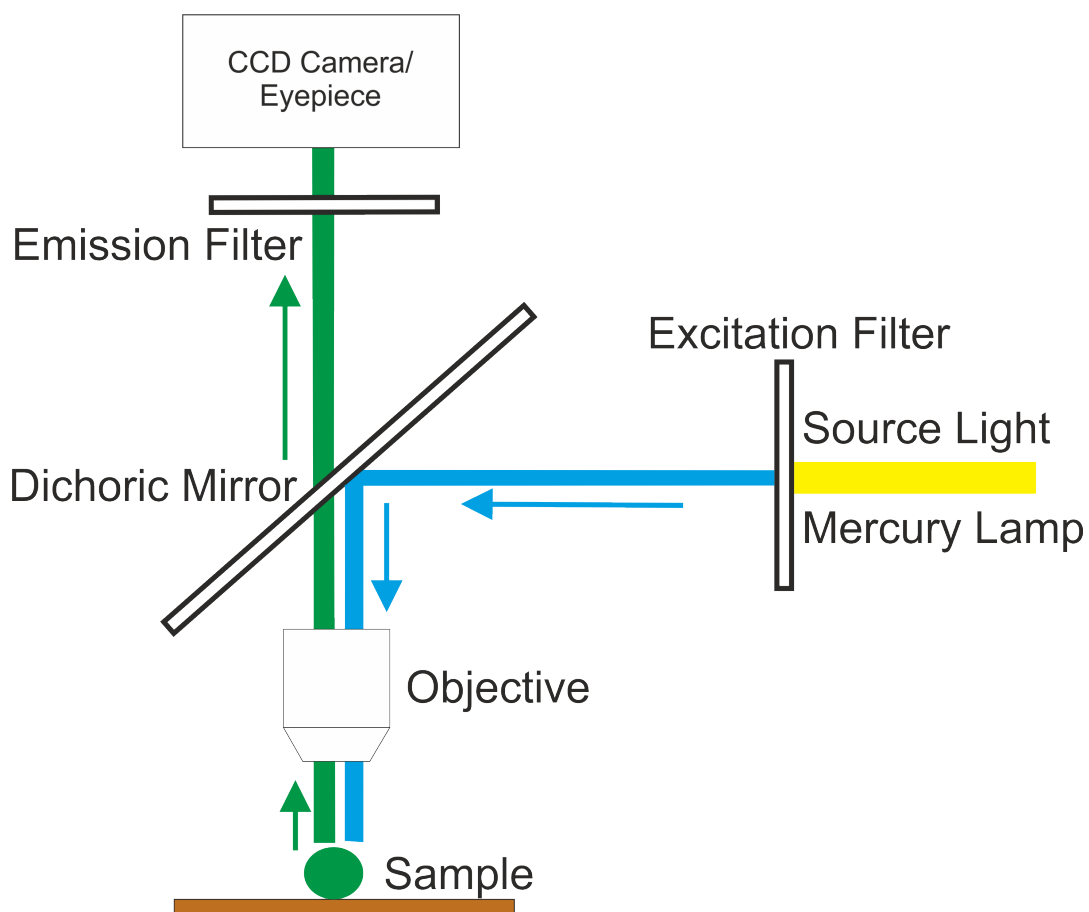 CCD Camera/
Eyepiece
Emission Filter
Excitation Filter
Source Light
Dichoric Mirror
Mercury Lamp
Objective
Sample